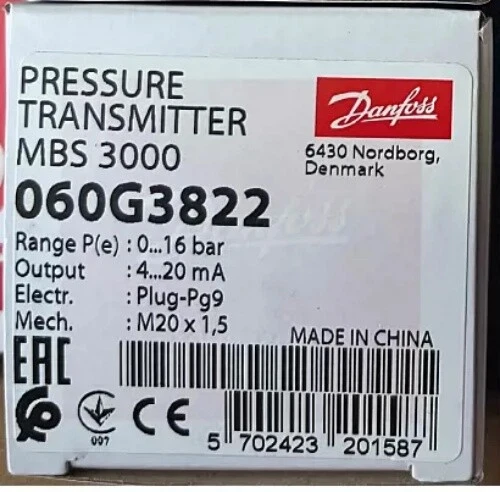 PRESSURE
TRANSMITTER
MBS 3000
Danfoss
6430 Nordborg,
Denmark
060G3822
Range P(e) : 0...16 bar
Output : 4...20 mA
Electr. : Plug-Pg9
Mech. : M20 x 1,5
MADE IN CHINA
EAC
007
CE
5 702423 201587